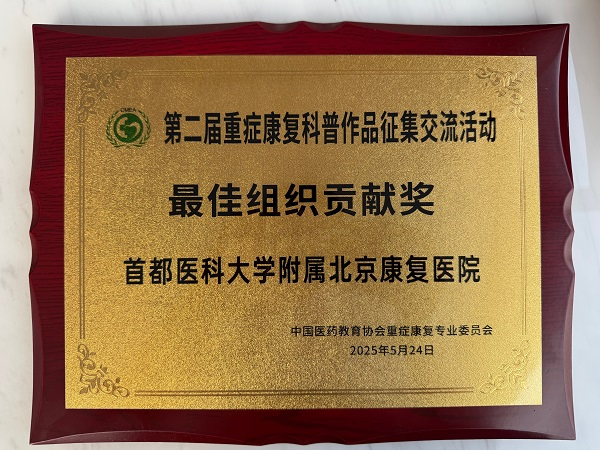 CMEA
第二届重症康复科普作品征集交流活动
最佳组织贡献奖
首都医科大学附属北京康复医院
中国医药教育协会重症康复专业委员会
2025年5月24日